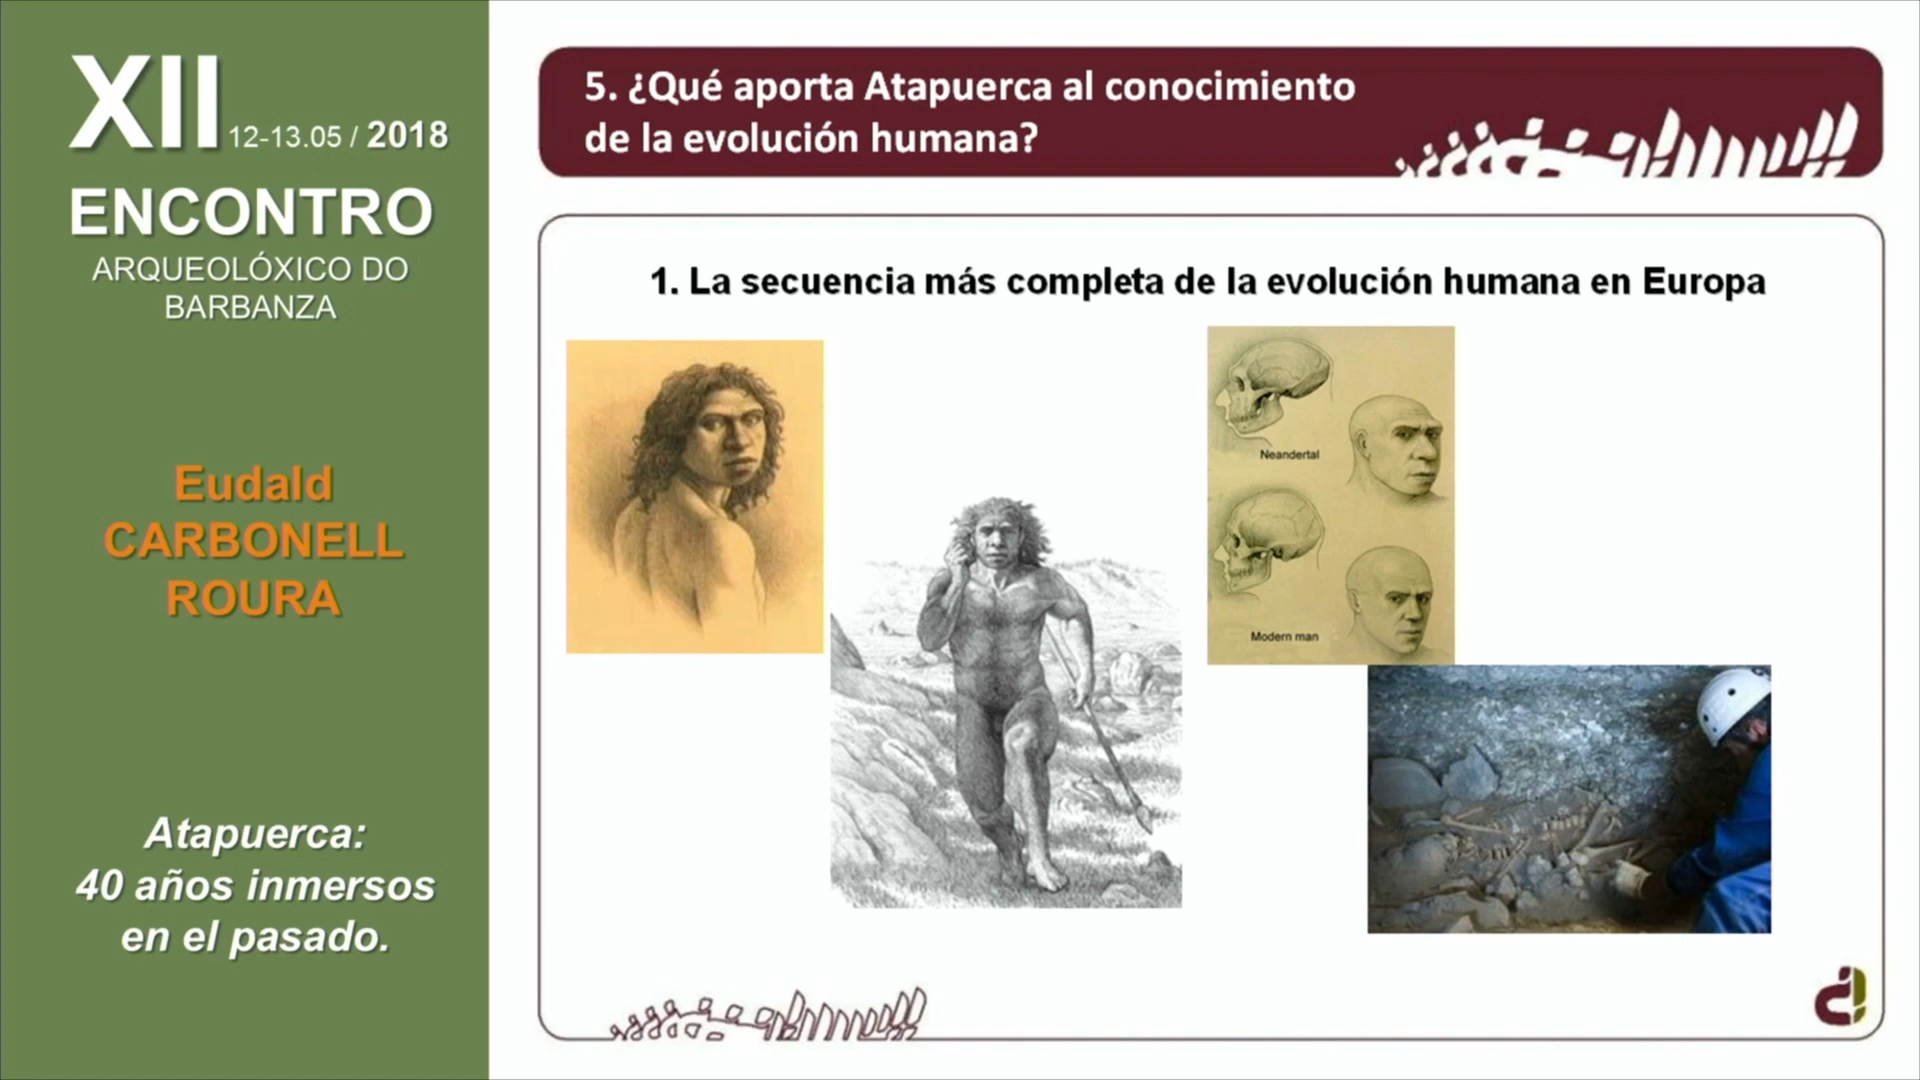 XII 12-13.05 / 2018
ENCONTRO
ARQUEOLÓXICO DO
BARBANZA
Eudald
CARBONELL
ROURA
Atapuerca:
40 años inmersos
en el pasado.
5. ¿Qué aporta Atapuerca al conocimiento
de la evolución humana?
1. La secuencia más completa de la evolución humana en Europa
Neandertal
Modern man